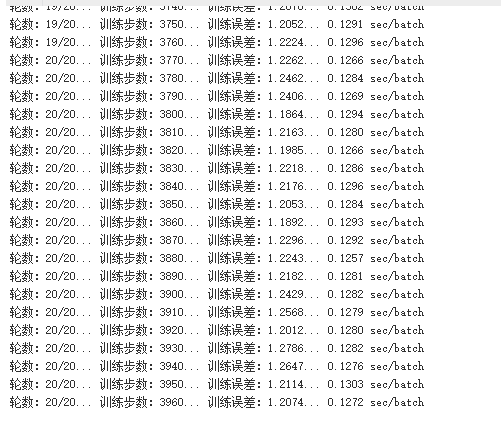 轮数: 19/20... 训练步数: 3750... 训练误差: 1.2052... 0.1291 sec/batch
轮数: 19/20... 训练步数: 3760... 训练误差: 1.2224... 0.1296 sec/batch
轮数: 20/20... 训练步数: 3770... 训练误差: 1.2262... 0.1266 sec/batch
轮数: 20/20... 训练步数: 3780... 训练误差: 1.2462... 0.1284 sec/batch
轮数: 20/20... 训练步数: 3790... 训练误差: 1.2406... 0.1269 sec/batch
轮数: 20/20... 训练步数: 3800... 训练误差: 1.1864... 0.1294 sec/batch
轮数: 20/20... 训练步数: 3810... 训练误差: 1.2163... 0.1280 sec/batch
轮数: 20/20... 训练步数: 3820... 训练误差: 1.1985... 0.1266 sec/batch
轮数: 20/20... 训练步数: 3830... 训练误差: 1.2218... 0.1286 sec/batch
轮数: 20/20... 训练步数: 3840... 训练误差: 1.2176... 0.1296 sec/batch
轮数: 20/20... 训练步数: 3850... 训练误差: 1.2053... 0.1284 sec/batch
轮数: 20/20... 训练步数: 3860... 训练误差: 1.1892... 0.1293 sec/batch
轮数: 20/20... 训练步数: 3870... 训练误差: 1.2296... 0.1292 sec/batch
轮数: 20/20... 训练步数: 3880... 训练误差: 1.2243... 0.1257 sec/batch
轮数: 20/20... 训练步数: 3890... 训练误差: 1.2182... 0.1281 sec/batch
轮数: 20/20... 训练步数: 3900... 训练误差: 1.2429... 0.1282 sec/batch
轮数: 20/20... 训练步数: 3910... 训练误差: 1.2568... 0.1279 sec/batch
轮数: 20/20... 训练步数: 3920... 训练误差: 1.2012... 0.1280 sec/batch
轮数: 20/20... 训练步数: 3930... 训练误差: 1.2786... 0.1282 sec/batch
轮数: 20/20... 训练步数: 3940... 训练误差: 1.2647... 0.1276 sec/batch
轮数: 20/20... 训练步数: 3950... 训练误差: 1.2114... 0.1303 sec/batch
轮数: 20/20... 训练步数: 3960... 训练误差: 1.2074... 0.1272 sec/batch